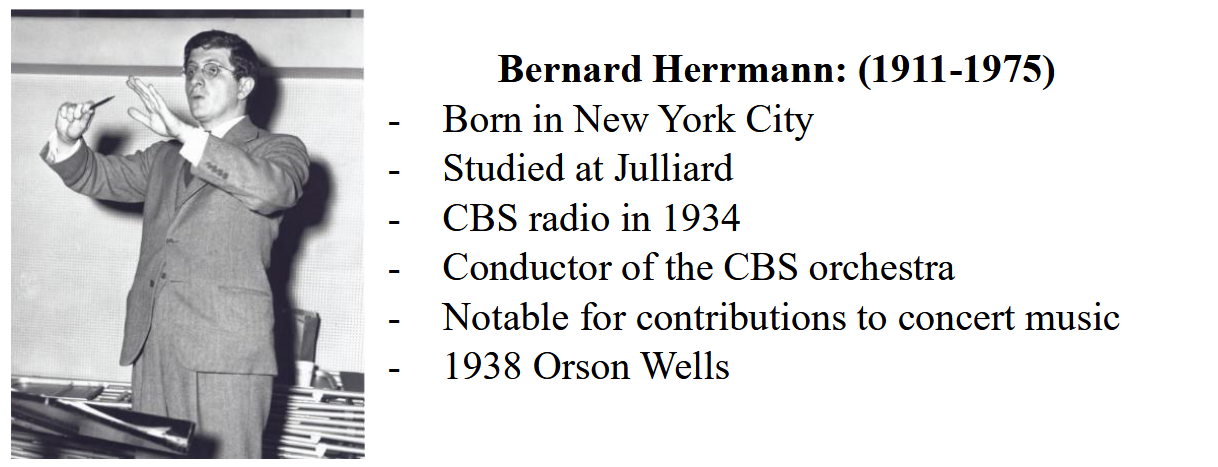 Bernard Herrmann: (1911-1975)
- Born in New York City
- Studied at Julliard
- CBS radio in 1934
- Conductor of the CBS orchestra
- Notable for contributions to concert music
- 1938 Orson Wells